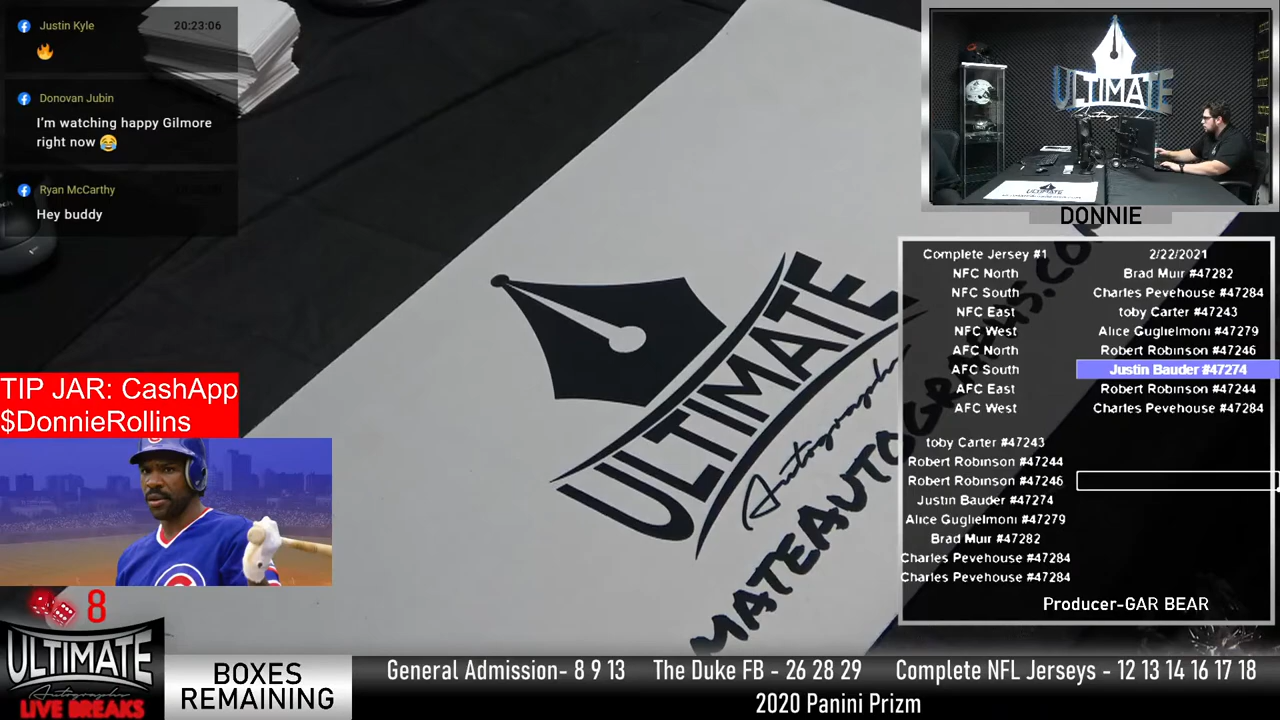 Justin Kyle 20:23:06
🔥
Donovan Jubin
I'm watching happy Gilmore
right now 😂
Ryan McCarthy
Hey buddy
ULTIMATE
Autographs
DONNIE
Complete Jersey #1 2/22/2021
NFC North Brad Muir #47282
NFC South Charles Pevehouse #47284
NFC East toby Carter #47243
NFC West Alice Guglielmoni #47279
AFC North Robert Robinson #47246
AFC South Justin Bauder #47274
AFC East Robert Robinson #47244
AFC West Charles Pevehouse #47284
toby Carter #47243
Robert Robinson #47244
Robert Robinson #47246
Justin Bauder #47274
Alice Guglielmoni #47279
Brad Muir #47282
Charles Pevehouse #47284
Charles Pevehouse #47284
Producer-GAR BEAR
ULTIMATE
Autographs
MATEAUTOGRAPHS.COM
TIP JAR: CashApp
$DonnieRollins
8
ULTIMATE
Autographs
LIVE BREAKS
BOXES
REMAINING
General Admission- 8 9 13 The Duke FB - 26 28 29 Complete NFL Jerseys - 12 13 14 16 17 18
2020 Panini Prizm